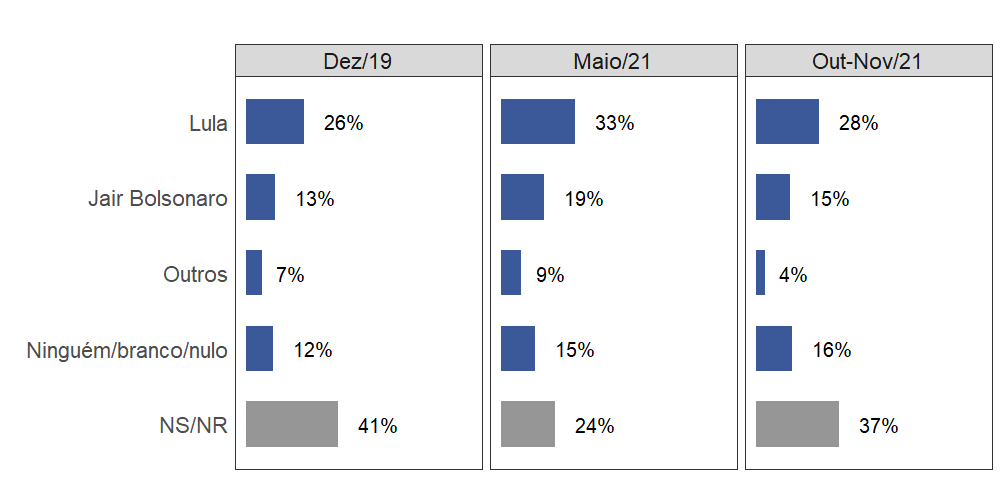 Dez/19 Maio/21 Out-Nov/21
Lula 26% 33% 28%
Jair Bolsonaro 13% 19% 15%
Outros 7% 9% 4%
Ninguém/branco/nulo 12% 15% 16%
NS/NR 41% 24% 37%